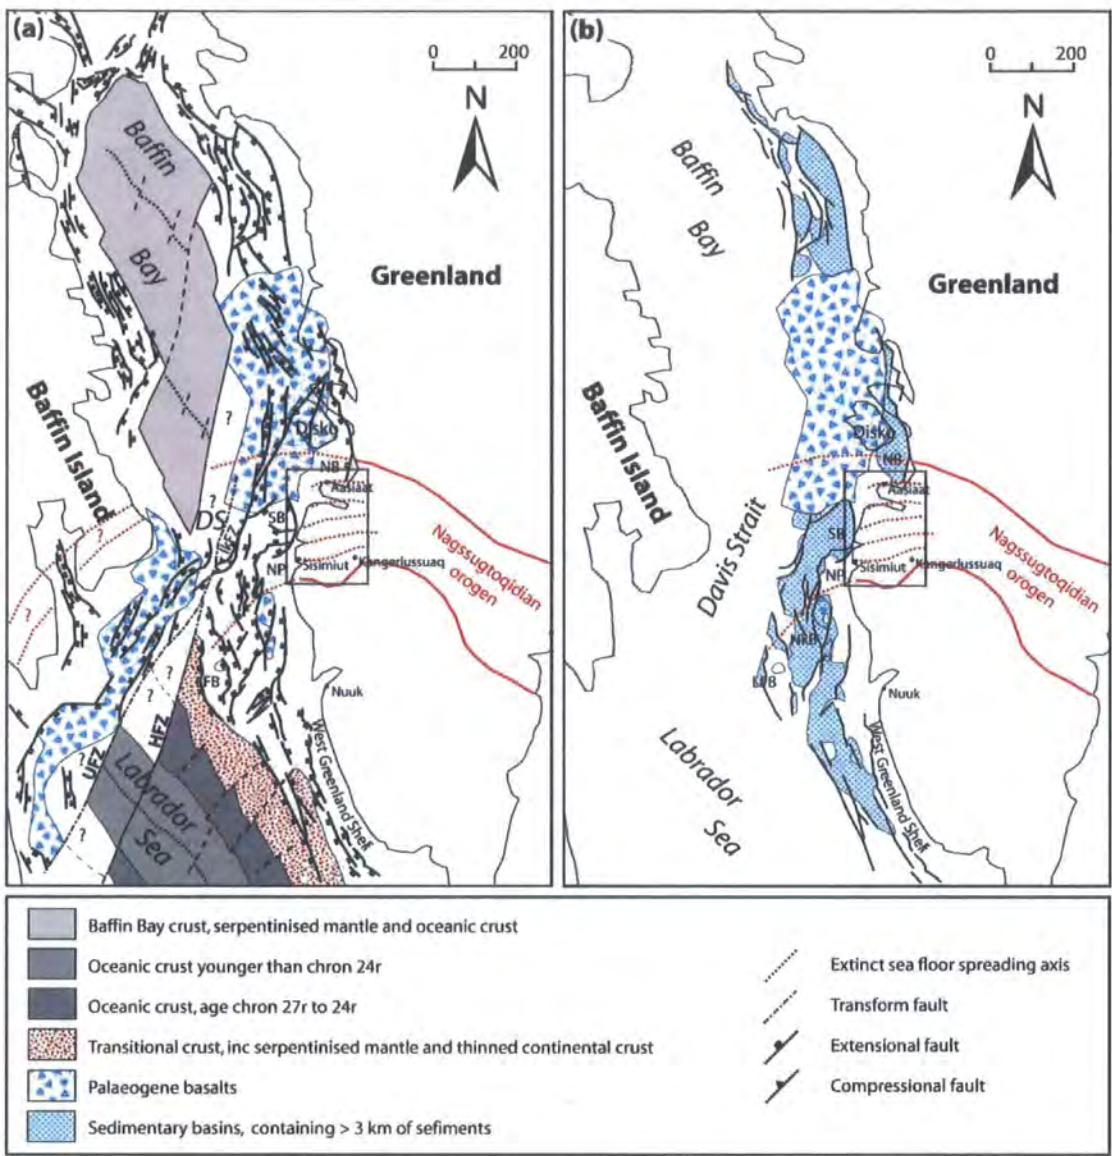 (a)
0 200
N
Baffin
Bay
Greenland
Baffin Island
Disko
NB
Aasiaat
DS
UFZ
SB
Sisimiut
Kangerlussuaq
NP
Nagssugtoqidian
orogen
?
?
?
?
?
?
?
?
?
LFB
Nuuk
HFZ
UFZ
West Greenland Shelf
Labrador
Sea
(b)
0 200
N
Baffin
Bay
Greenland
Baffin Island
Disko
NB
Aasiaat
Davis Strait
SB
Sisimiut
Kangerlussuaq
NP
Nagssugtoqidian
orogen
NKB
LFB
Nuuk
West Greenland Shelf
Labrador
Sea
Baffin Bay crust, serpentinised mantle and oceanic crust
Oceanic crust younger than chron 24r
Oceanic crust, age chron 27r to 24r
Transitional crust, inc serpentinised mantle and thinned continental crust
Palaeogene basalts
Sedimentary basins, containing > 3 km of sefiments
Extinct sea floor spreading axis
Transform fault
Extensional fault
Compressional fault